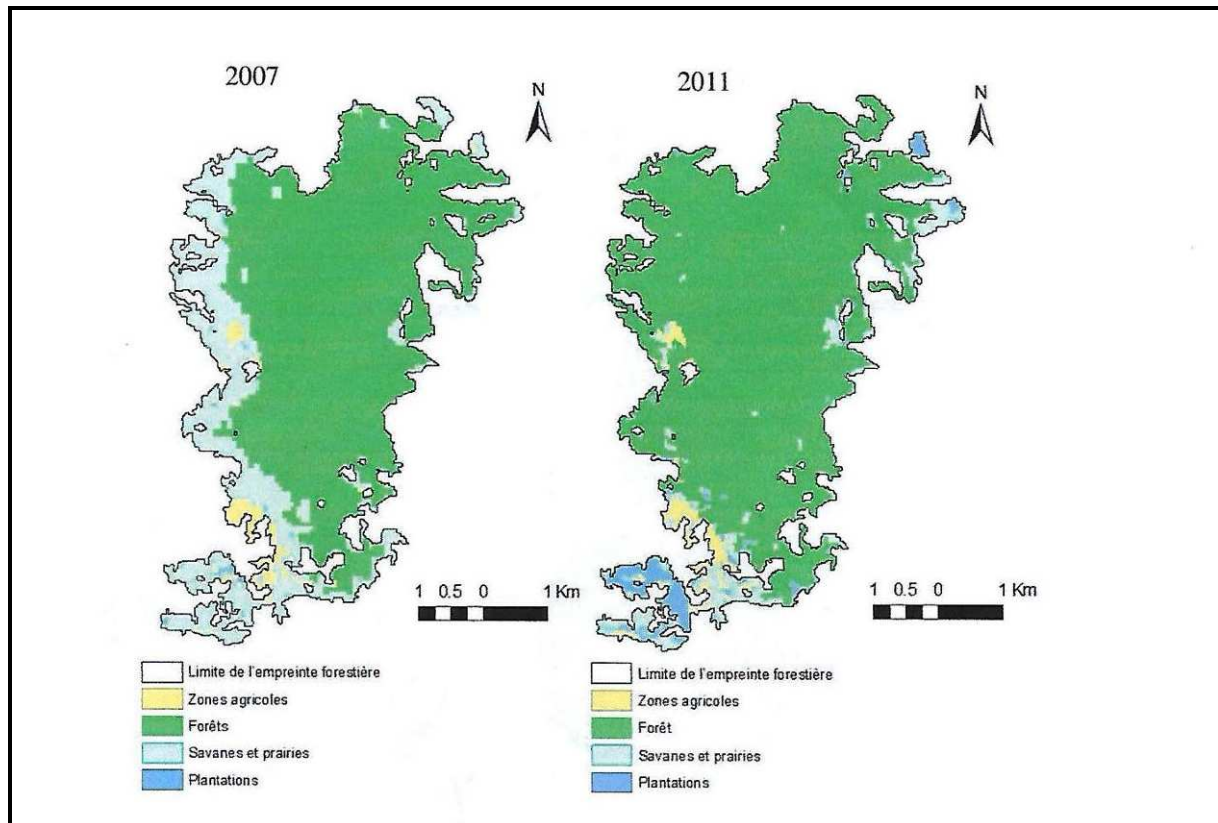 2007
N
1 0.5 0 1 Km
Limite de l'empreinte forestière
Zones agricoles
Forêts
Savanes et prairies
Plantations
2011
N
1 0.5 0 1 Km
Limite de l'empreinte forestière
Zones agricoles
Forêt
Savanes et prairies
Plantations